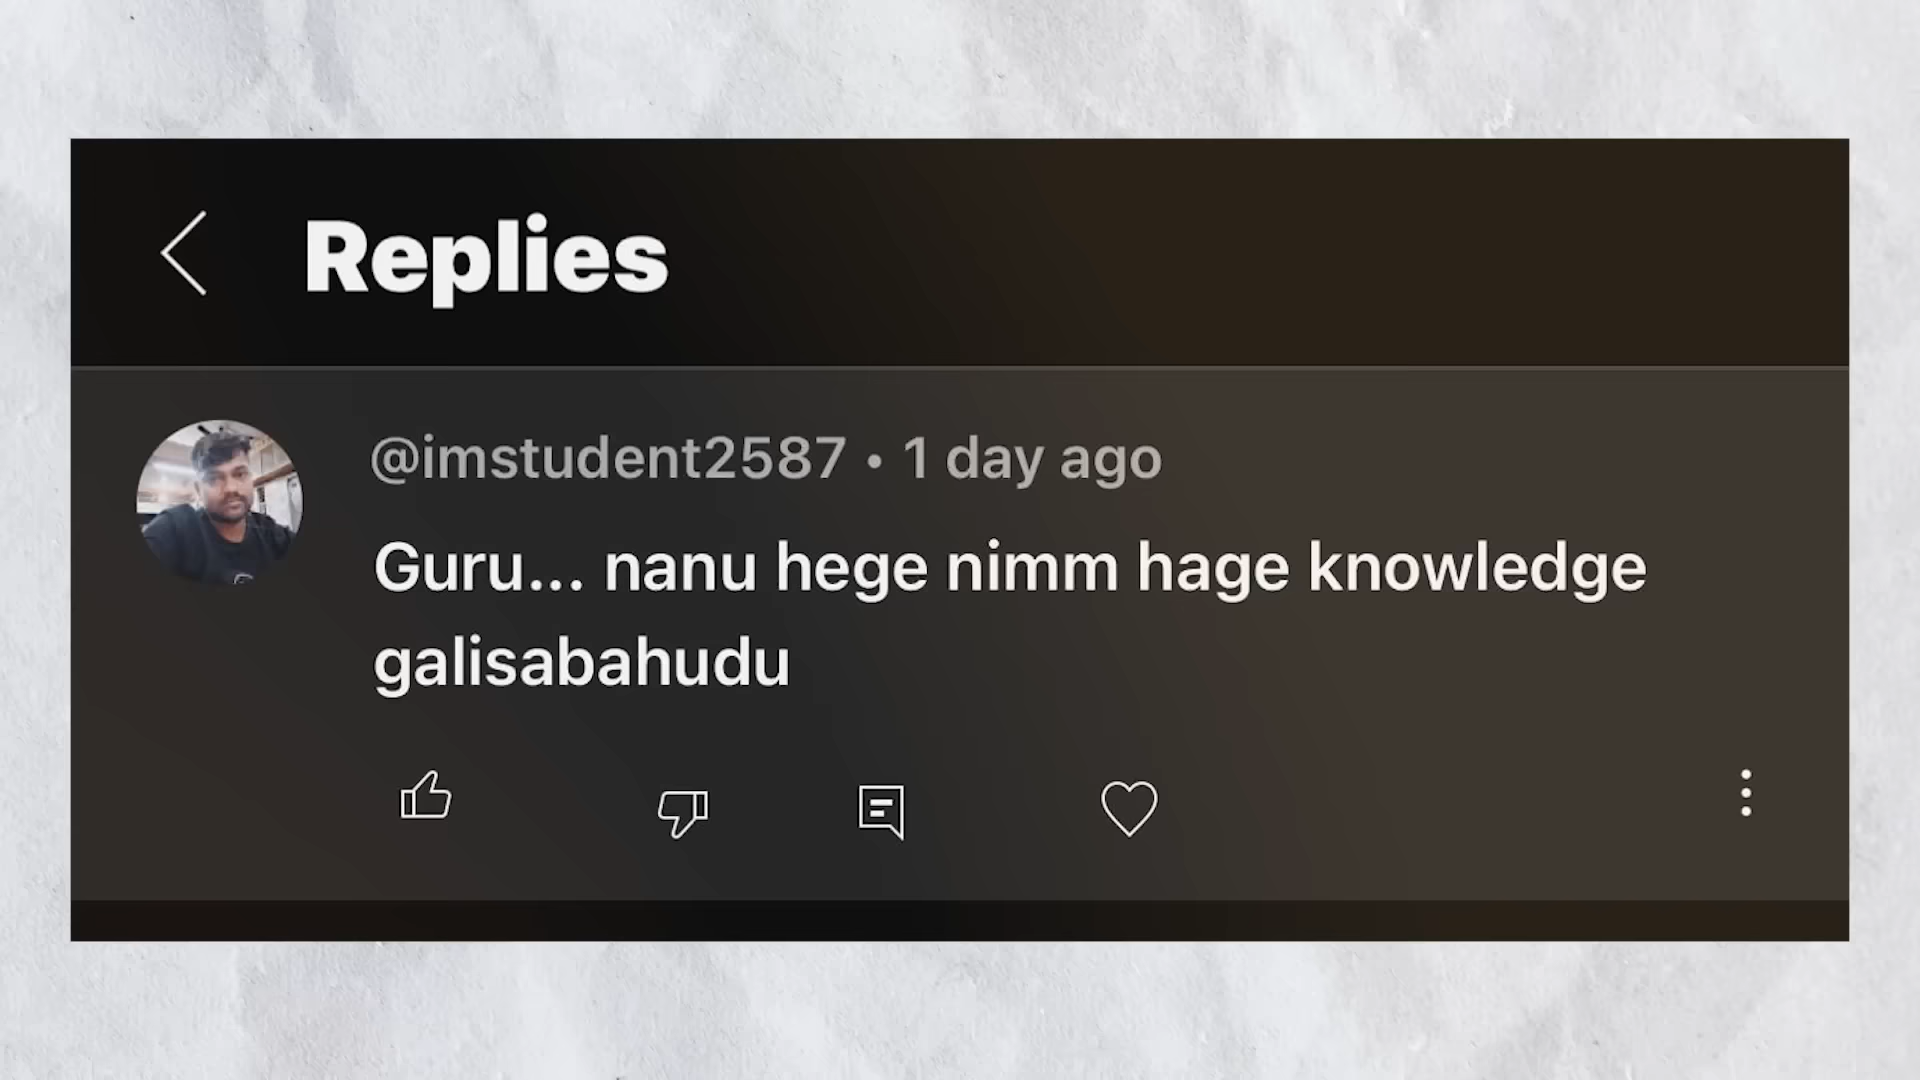 Replies
@imstudent2587 • 1 day ago
Guru... nanu hege nimm hage knowledge
galisabahudu